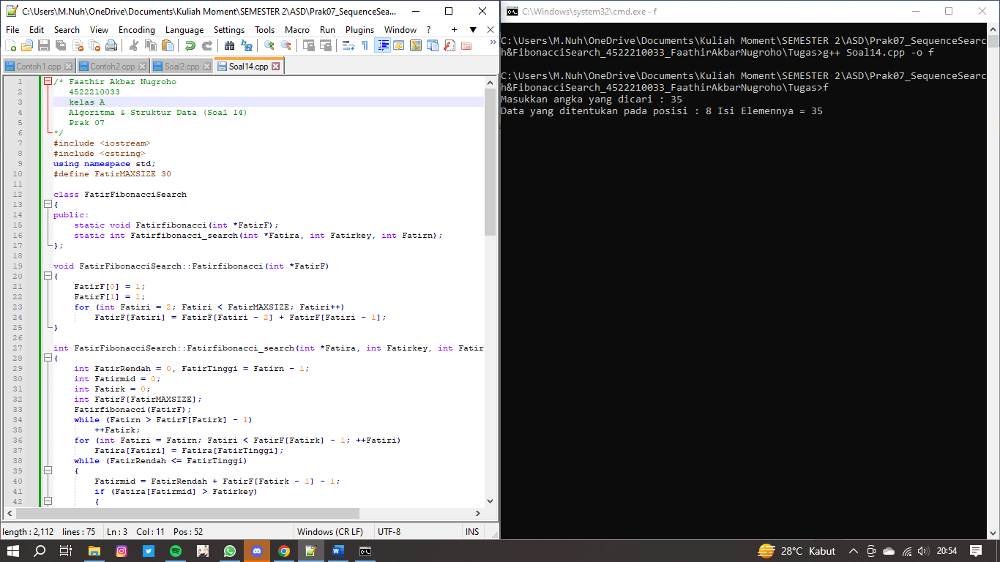 C:\Users\M.Nuh\OneDrive\Documents\Kuliah Moment\SEMESTER 2\ASD\Prak07_SequenceSea...
File Edit Search View Encoding Language Settings Tools Macro Run Plugins Window ? + ▼ X
Contoh1.cpp Contoh2.cpp Soal2.cpp Soal14.cpp
1 /* Faathir Akbar Nugroho
2 4522210033
3 kelas A
4 Algoritma & Struktur Data (Soal 14)
5 Prak 07
6 */
7 #include <iostream>
8 #include <cstring>
9 using namespace std;
10 #define FatirMAXSIZE 30
11
12 class FatirFibonacciSearch
13 {
14 public:
15 static void Fatirfibonacci(int *FatirF);
16 static int Fatirfibonacci_search(int *Fatira, int Fatirkey, int Fatirn);
17 };
18
19 void FatirFibonacciSearch::Fatirfibonacci(int *FatirF)
20 {
21 FatirF[0] = 1;
22 FatirF[1] = 1;
23 for (int Fatiri = 2; Fatiri < FatirMAXSIZE; Fatiri++)
24 FatirF[Fatiri] = FatirF[Fatiri - 2] + FatirF[Fatiri - 1];
25 }
26
27 int FatirFibonacciSearch::Fatirfibonacci_search(int *Fatira, int Fatirkey, int Fatir
28 {
29 int FatirRendah = 0, FatirTinggi = Fatirn - 1;
30 int Fatirmid = 0;
31 int Fatirk = 0;
32 int FatirF[FatirMAXSIZE];
33 Fatirfibonacci(FatirF);
34 while (Fatirn > FatirF[Fatirk] - 1)
35 ++Fatirk;
36 for (int Fatiri = Fatirn; Fatiri < FatirF[Fatirk] - 1; ++Fatiri)
37 Fatira[Fatiri] = Fatira[FatirTinggi];
38 while (FatirRendah <= FatirTinggi)
39 {
40 Fatirmid = FatirRendah + FatirF[Fatirk - 1] - 1;
41 if (Fatira[Fatirmid] > Fatirkey)
42 {
length : 2,112 lines : 75 Ln : 3 Col : 11 Pos : 52 Windows (CR LF) UTF-8 INS
C:\Windows\system32\cmd.exe - f
C:\Users\M.Nuh\OneDrive\Documents\Kuliah Moment\SEMESTER 2\ASD\Prak07_SequenceSearc
h&FibonacciSearch_4522210033_FaathirAkbarNugroho\Tugas>g++ Soal14.cpp -o f
C:\Users\M.Nuh\OneDrive\Documents\Kuliah Moment\SEMESTER 2\ASD\Prak07_SequenceSearc
h&FibonacciSearch_4522210033_FaathirAkbarNugroho\Tugas>f
Masukkan angka yang dicari : 35
Data yang ditentukan pada posisi : 8 Isi Elemennya = 35
28°C Kabut 20:54